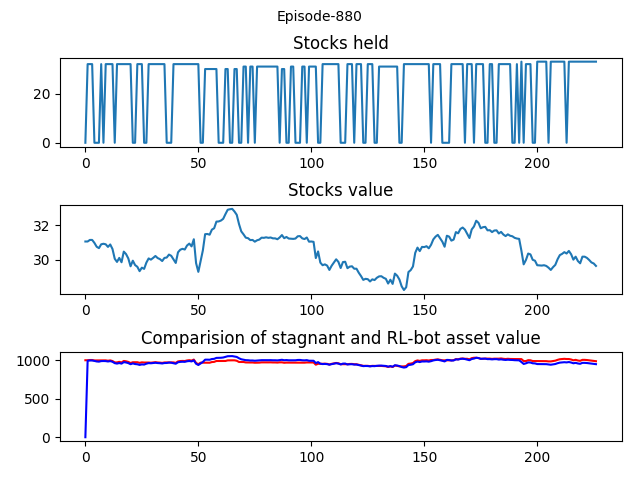 Episode-880
Stocks held
20
0
0 50 100 150 200
Stocks value
32
30
0 50 100 150 200
Comparision of stagnant and RL-bot asset value
1000
500
0
0 50 100 150 200